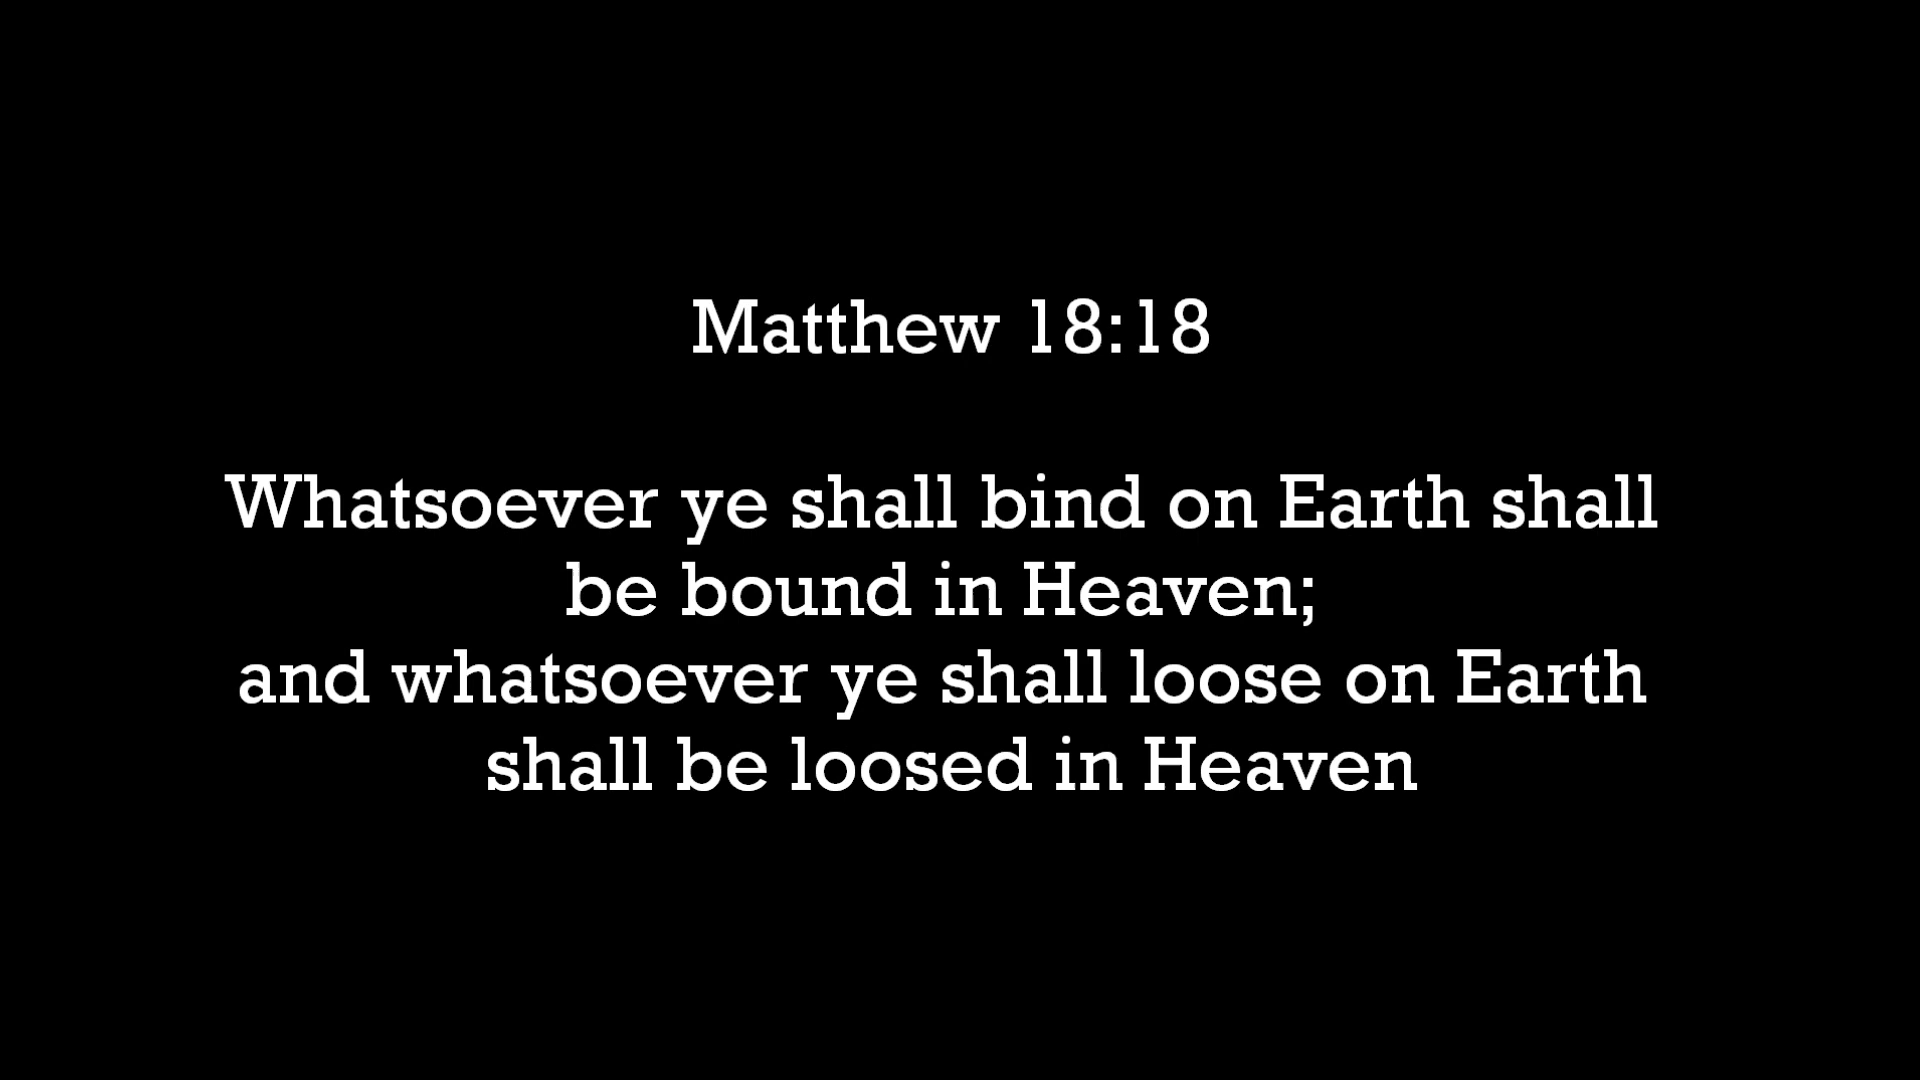 Matthew 18:18
Whatsoever ye shall bind on Earth shall
be bound in Heaven;
and whatsoever ye shall loose on Earth
shall be loosed in Heaven